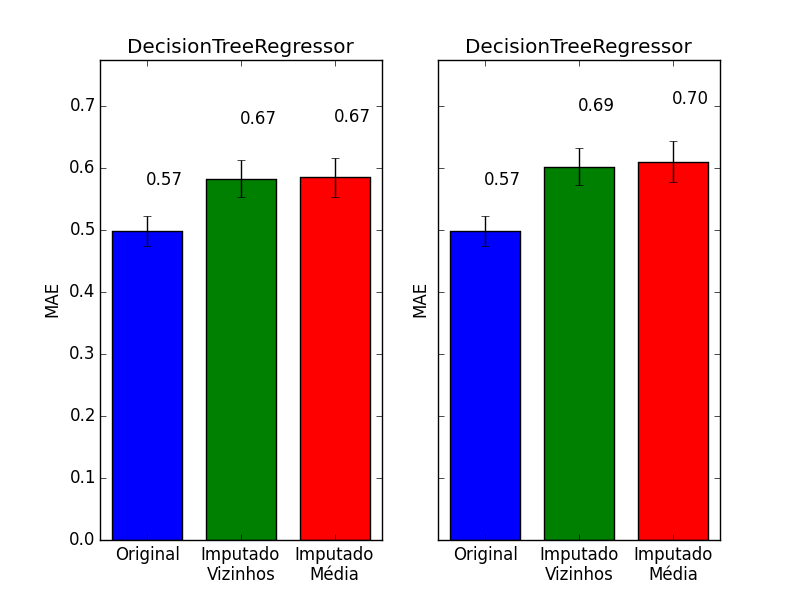 DecisionTreeRegressor
MAE
0.7
0.6
0.5
0.4
0.3
0.2
0.1
0.0
0.57
0.67
0.67
Original
Imputado
Vizinhos
Imputado
Média
DecisionTreeRegressor
MAE
0.57
0.69
0.70
Original
Imputado
Vizinhos
Imputado
Média